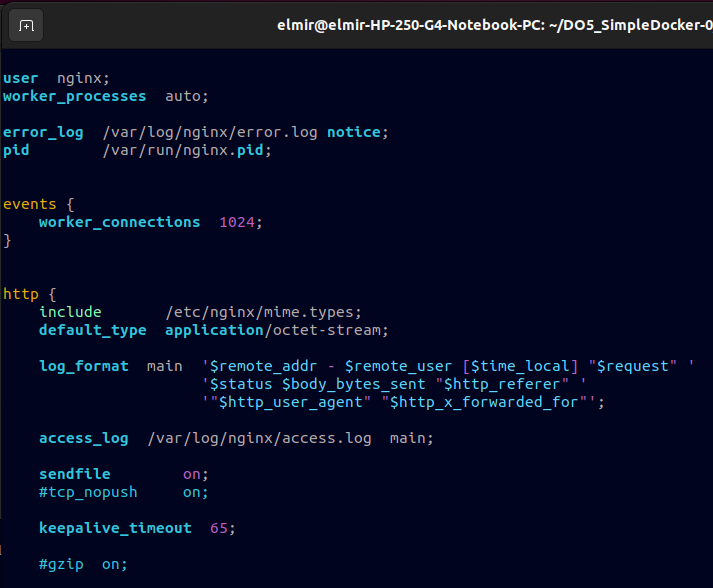 elmir@elmir-HP-250-G4-Notebook-PC: ~/DO5_SimpleDocker-0
user  nginx;
worker_processes  auto;
error_log  /var/log/nginx/error.log notice;
pid        /var/run/nginx.pid;
events {
    worker_connections  1024;
}
http {
    include       /etc/nginx/mime.types;
    default_type  application/octet-stream;
    log_format  main  '$remote_addr - $remote_user [$time_local] "$request" '
                      '$status $body_bytes_sent "$http_referer" '
                      '"$http_user_agent" "$http_x_forwarded_for"';
    access_log  /var/log/nginx/access.log  main;
    sendfile        on;
    #tcp_nopush     on;
    keepalive_timeout  65;
    #gzip  on;